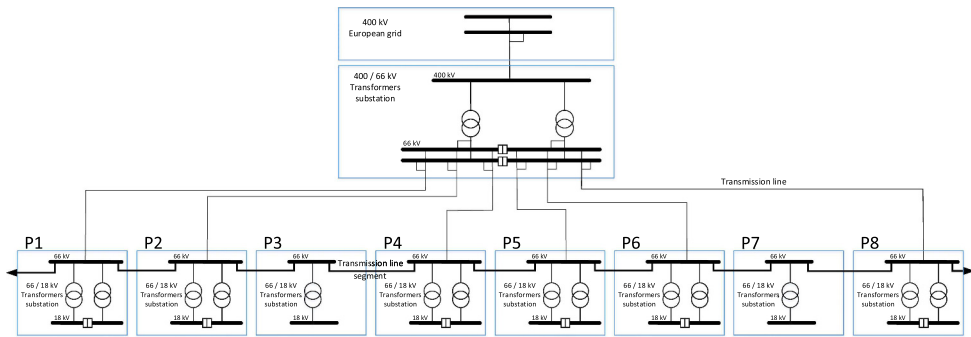 400 kV
European grid
400 / 66 kV
Transformers
substation
400 kV
66 kV
Transmission line
P1
P2
P3
P4
P5
P6
P7
P8
66 kV
66 kV
66 kV
66 kV
66 kV
66 kV
66 kV
66 kV
Transmission line
segment
66 / 18 kV
Transformers
substation
66 / 18 kV
Transformers
substation
66 / 18 kV
Transformers
substation
66 / 18 kV
Transformers
substation
66 / 18 kV
Transformers
substation
66 / 18 kV
Transformers
substation
66 / 18 kV
Transformers
substation
66 / 18 kV
Transformers
substation
18 kV
18 kV
18 kV
18 kV
18 kV
18 kV
18 kV
18 kV